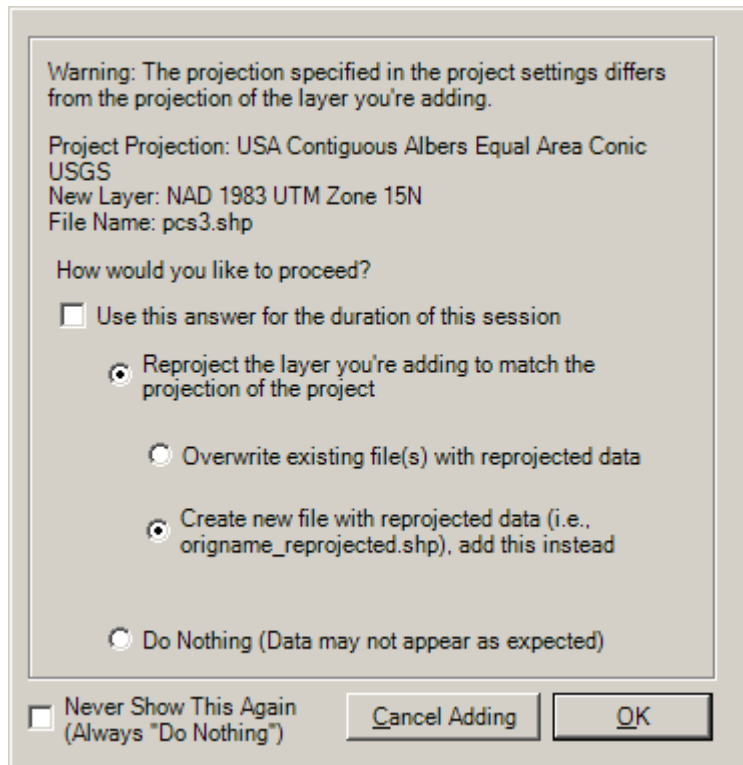 Warning: The projection specified in the project settings differs
from the projection of the layer you're adding.
Project Projection: USA Contiguous Albers Equal Area Conic
USGS
New Layer: NAD 1983 UTM Zone 15N
File Name: pcs3.shp
How would you like to proceed?
Use this answer for the duration of this session
Reproject the layer you're adding to match the
projection of the project
Overwrite existing file(s) with reprojected data
Create new file with reprojected data (i.e.,
origname_reprojected.shp), add this instead
Do Nothing (Data may not appear as expected)
Never Show This Again
(Always "Do Nothing")
Cancel Adding
OK